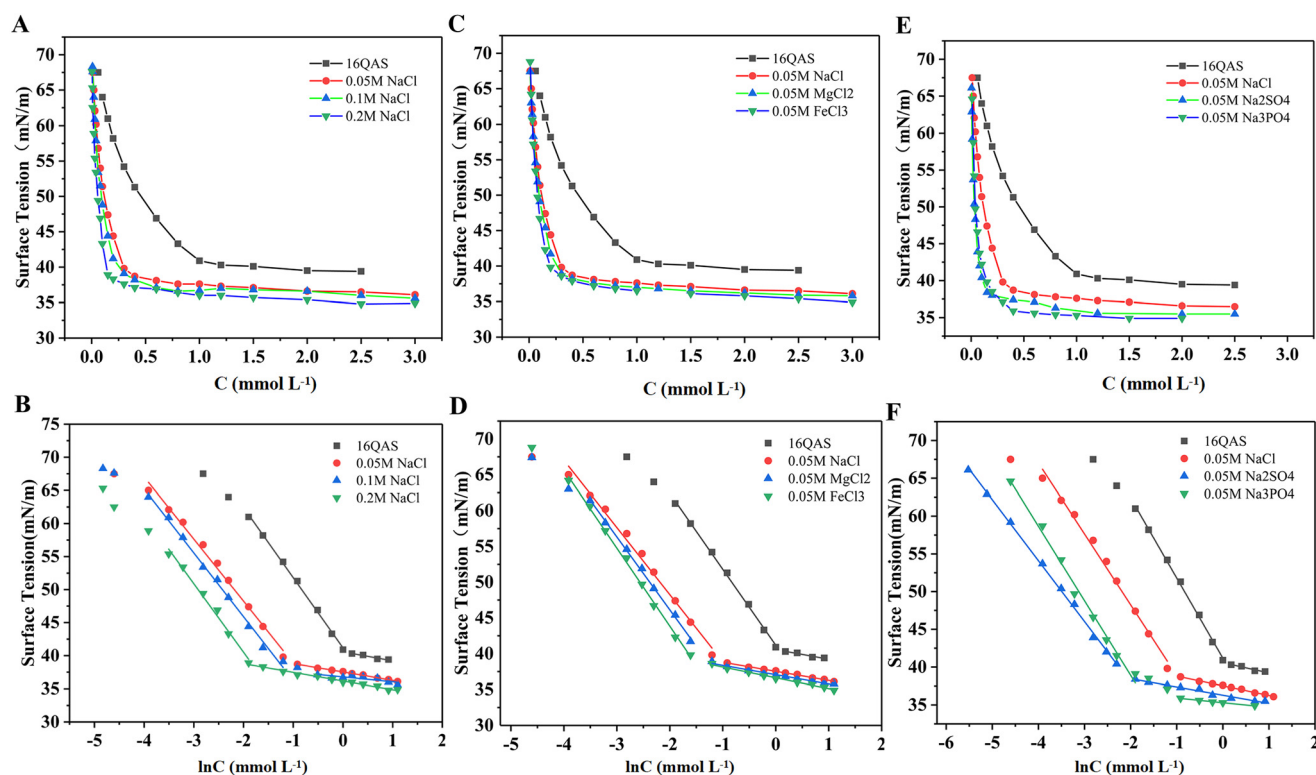 A
Surface Tension (mN/m)
70
65
60
55
50
45
40
35
30
0.0 0.5 1.0 1.5 2.0 2.5 3.0
C (mmol L-1)
16QAS
0.05M NaCl
0.1M NaCl
0.2M NaCl
C
Surface Tension (mN/m)
70
65
60
55
50
45
40
35
30
0.0 0.5 1.0 1.5 2.0 2.5 3.0
C (mmol L-1)
16QAS
0.05M NaCl
0.05M MgCl2
0.05M FeCl3
E
Surface Tension (mN/m)
70
65
60
55
50
45
40
35
0.0 0.5 1.0 1.5 2.0 2.5 3.0
C (mmol L-1)
16QAS
0.05M NaCl
0.05M Na2SO4
0.05M Na3PO4
B
Surface Tension(mN/m)
75
70
65
60
55
50
45
40
35
30
-5 -4 -3 -2 -1 0 1 2
lnC (mmol L-1)
16QAS
0.05M NaCl
0.1M NaCl
0.2M NaCl
D
Surface Tension (mN/m)
70
65
60
55
50
45
40
35
30
-5 -4 -3 -2 -1 0 1 2
lnC (mmol L-1)
16QAS
0.05M NaCl
0.05M MgCl2
0.05M FeCl3
F
Surface Tension (mN/m)
70
65
60
55
50
45
40
35
-6 -5 -4 -3 -2 -1 0 1 2
lnC (mmol L-1)
16QAS
0.05M NaCl
0.05M Na2SO4
0.05M Na3PO4